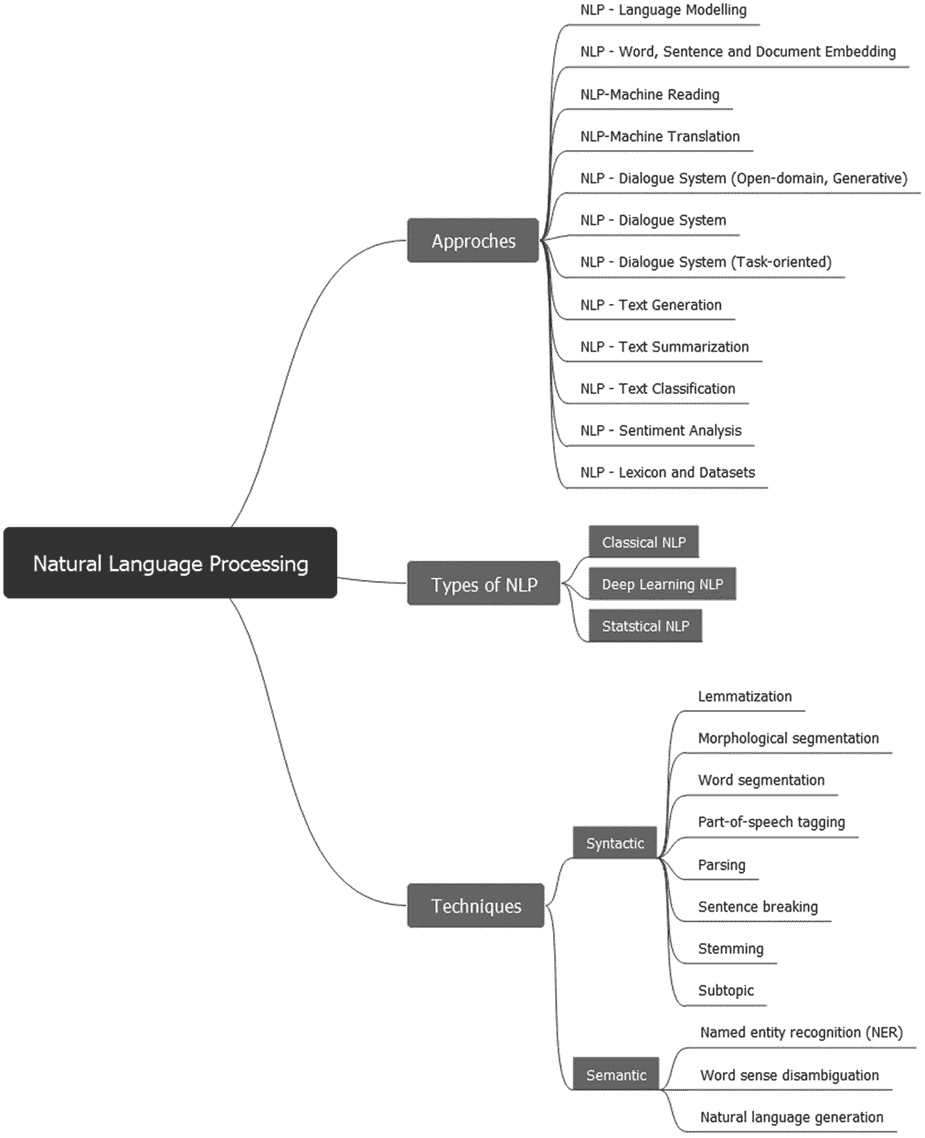 Natural Language Processing
Approches
NLP - Language Modelling
NLP - Word, Sentence and Document Embedding
NLP-Machine Reading
NLP-Machine Translation
NLP - Dialogue System (Open-domain, Generative)
NLP - Dialogue System
NLP - Dialogue System (Task-oriented)
NLP - Text Generation
NLP - Text Summarization
NLP - Text Classification
NLP - Sentiment Analysis
NLP - Lexicon and Datasets
Types of NLP
Classical NLP
Deep Learning NLP
Statstical NLP
Techniques
Syntactic
Lemmatization
Morphological segmentation
Word segmentation
Part-of-speech tagging
Parsing
Sentence breaking
Stemming
Subtopic
Semantic
Named entity recognition (NER)
Word sense disambiguation
Natural language generation